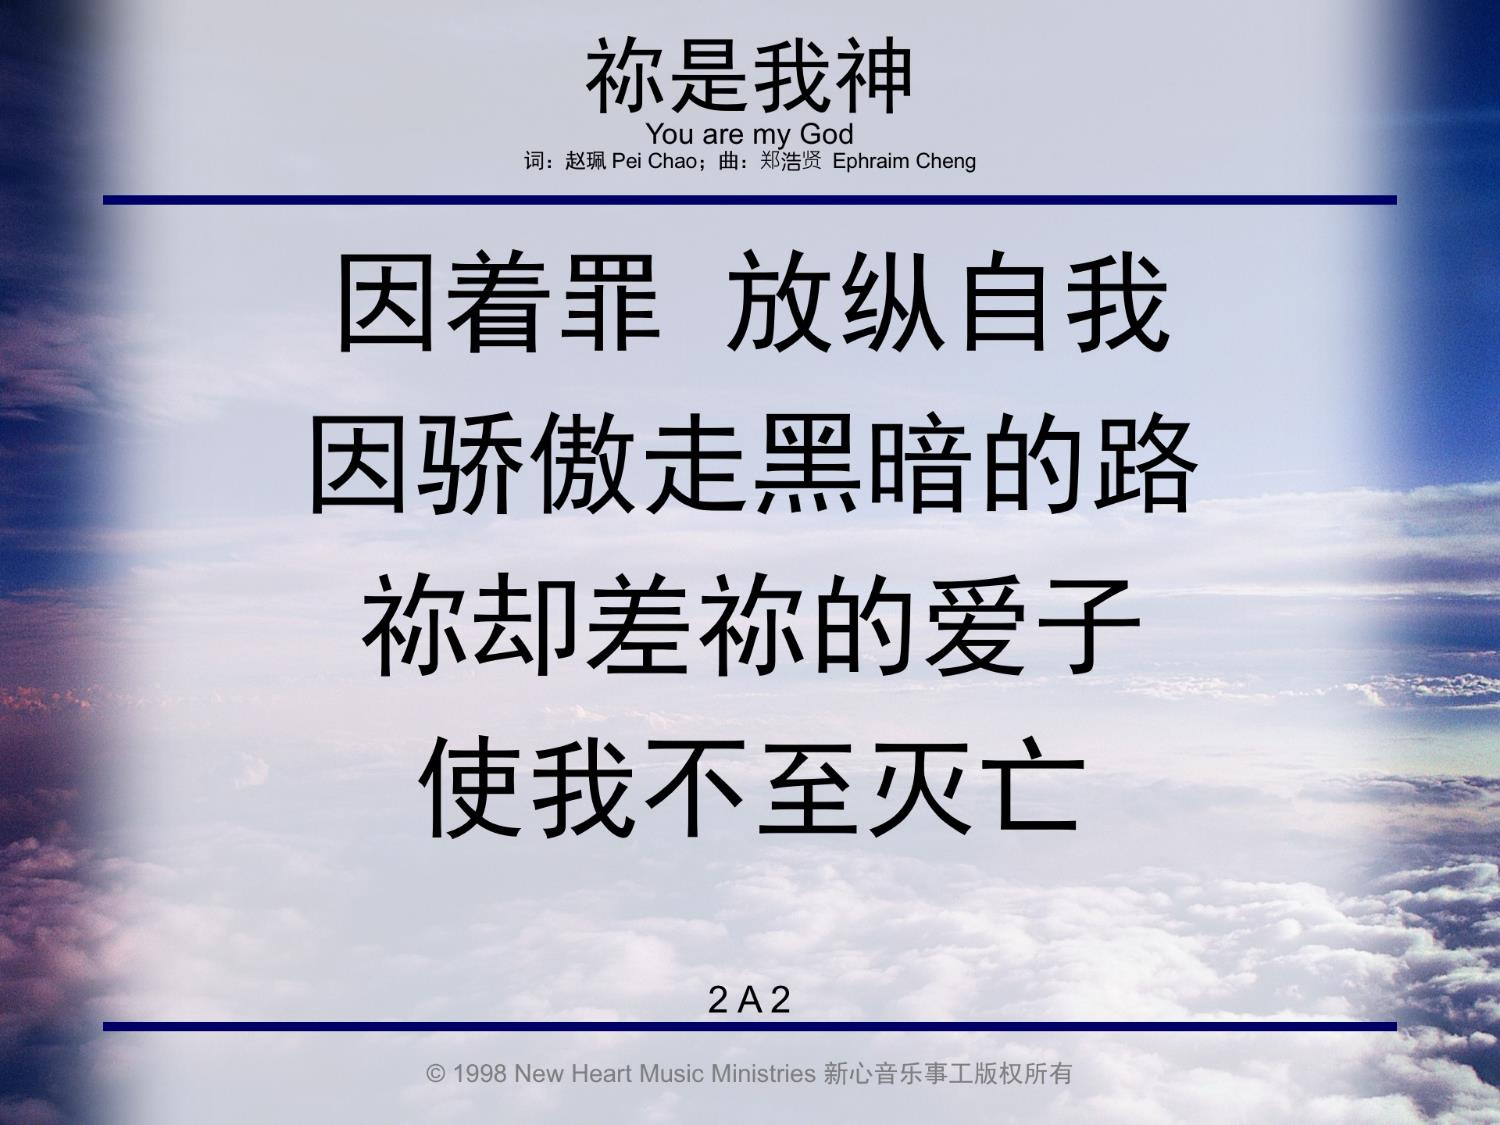 祢是我神
You are my God
词：赵珮 Pei Chao；曲：郑浩贤 Ephraim Cheng
因着罪 放纵自我
因骄傲走黑暗的路
祢却差祢的爱子
使我不至灭亡
2 A 2
© 1998 New Heart Music Ministries 新心音乐事工版权所有